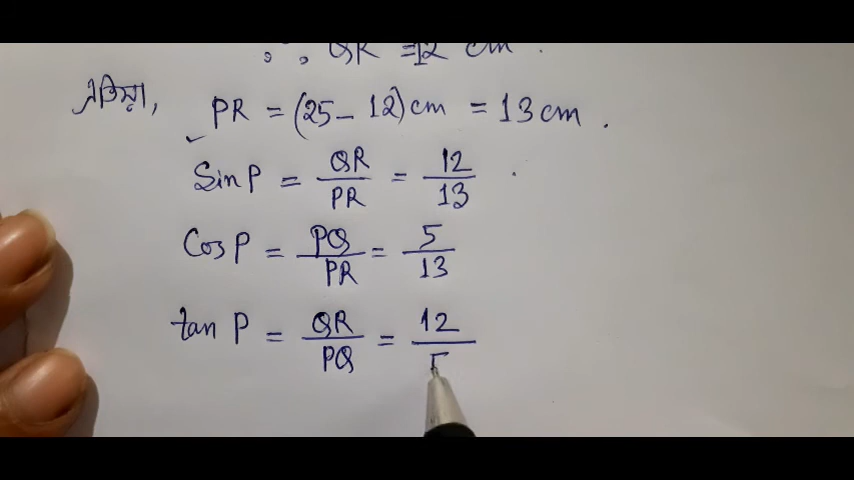 ∴ QR = 12 cm.
এতিয়া, PR = (25 - 12) cm = 13 cm.
Sin P = QR/PR = 12/13.
Cos P = PQ/PR = 5/13
tan P = QR/PQ = 12/5